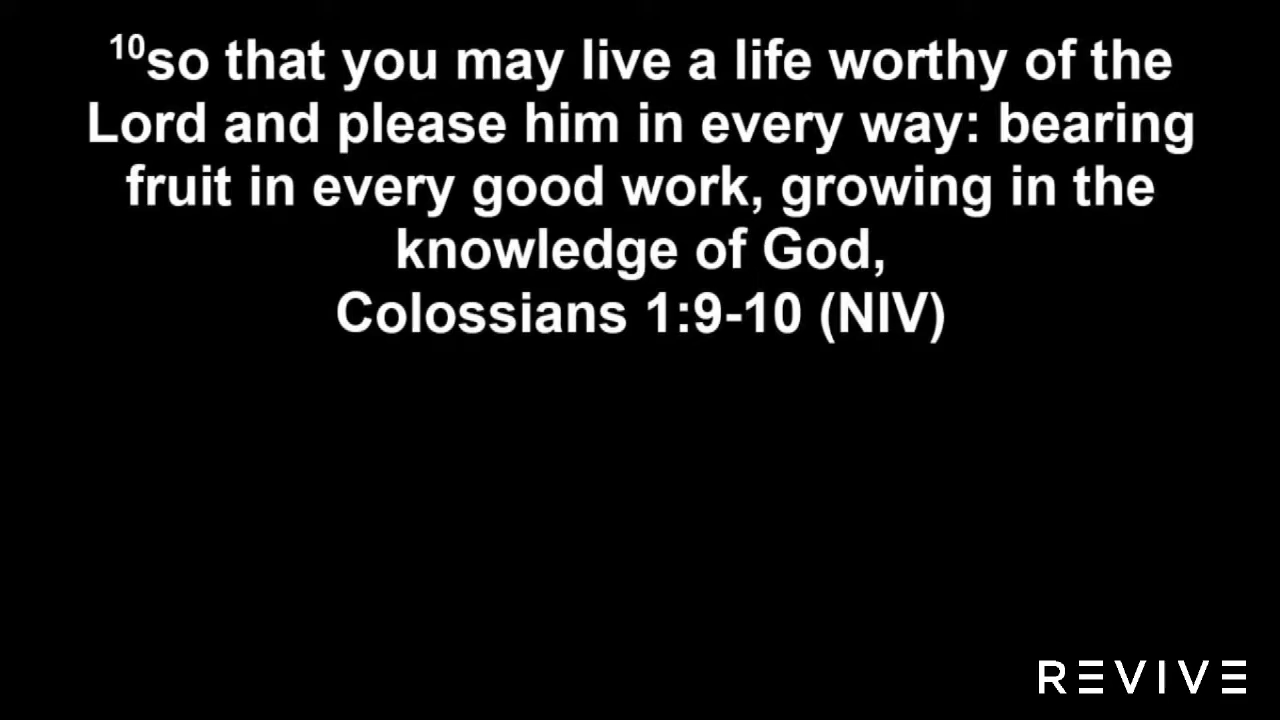 10so that you may live a life worthy of the
Lord and please him in every way: bearing
fruit in every good work, growing in the
knowledge of God,
Colossians 1:9-10 (NIV)
REVIVE